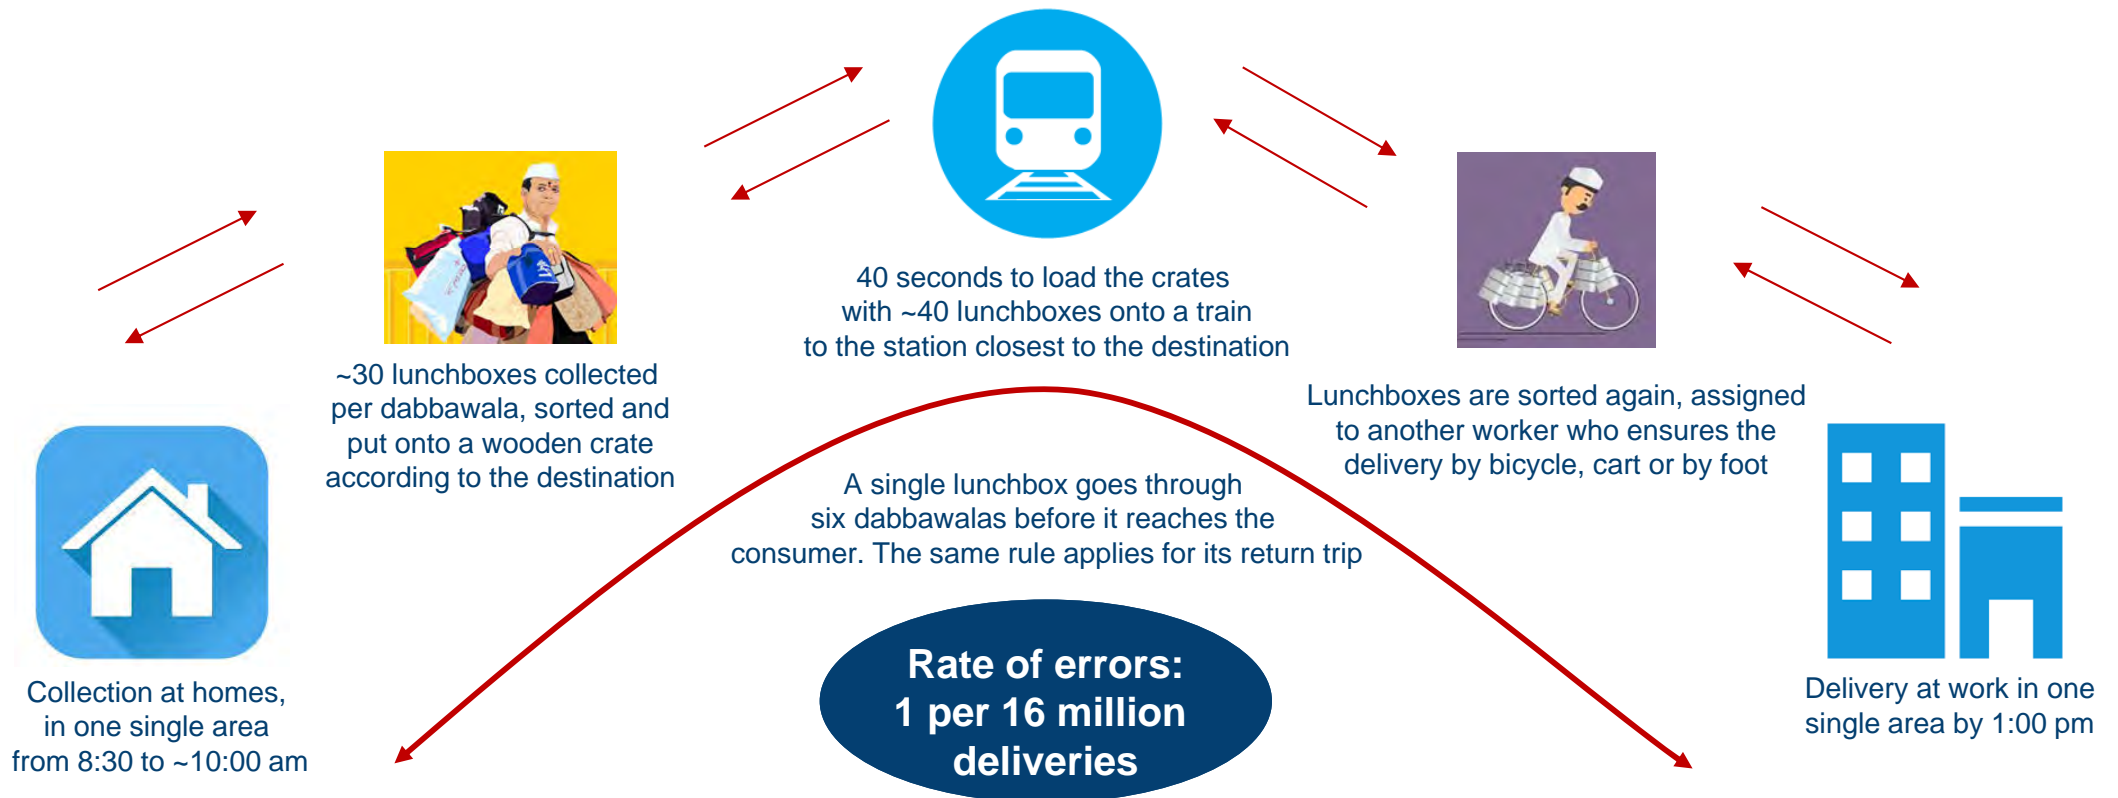 40 seconds to load the crates
with ~40 lunchboxes onto a train
to the station closest to the destination
~30 lunchboxes collected
per dabbawala, sorted and
put onto a wooden crate
according to the destination
Lunchboxes are sorted again, assigned
to another worker who ensures the
delivery by bicycle, cart or by foot
A single lunchbox goes through
six dabbawalas before it reaches the
consumer. The same rule applies for its return trip
Rate of errors:
1 per 16 million
deliveries
Collection at homes,
in one single area
from 8:30 to ~10:00 am
Delivery at work in one
single area by 1:00 pm